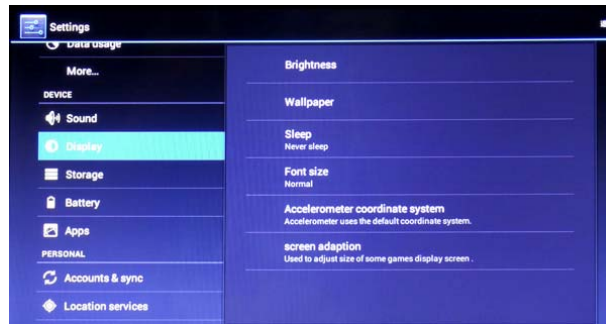 Settings
Data usage
More...
DEVICE
Sound
Display
Storage
Battery
Apps
PERSONAL
Accounts & sync
Location services
Brightness
Wallpaper
Sleep
Never sleep
Font size
Normal
Accelerometer coordinate system
Accelerometer uses the default coordinate system.
screen adaption
Used to adjust size of some games display screen .